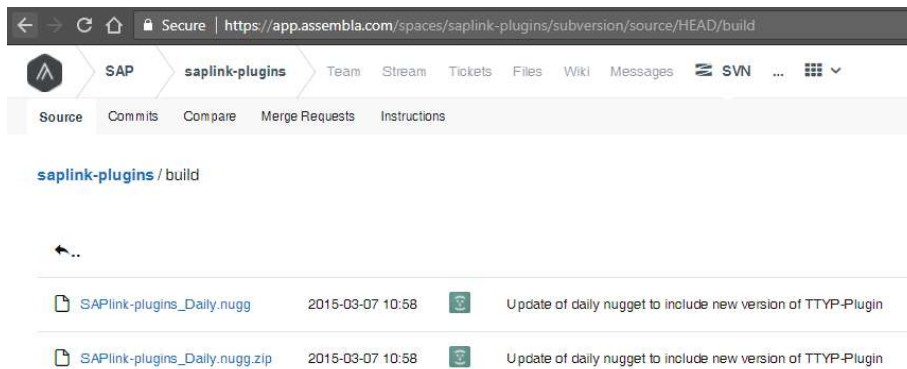 Secure | https://app.assembla.com/spaces/saplink-plugins/subversion/source/HEAD/build
SAP saplink-plugins Team Stream Tickets Files Wiki Messages SVN ...
Source Commits Compare Merge Requests Instructions
saplink-plugins / build
..
SAPlink-plugins_Daily.nugg 2015-03-07 10:58 Update of daily nugget to include new version of TTYP-Plugin
SAPlink-plugins_Daily.nugg.zip 2015-03-07 10:58 Update of daily nugget to include new version of TTYP-Plugin